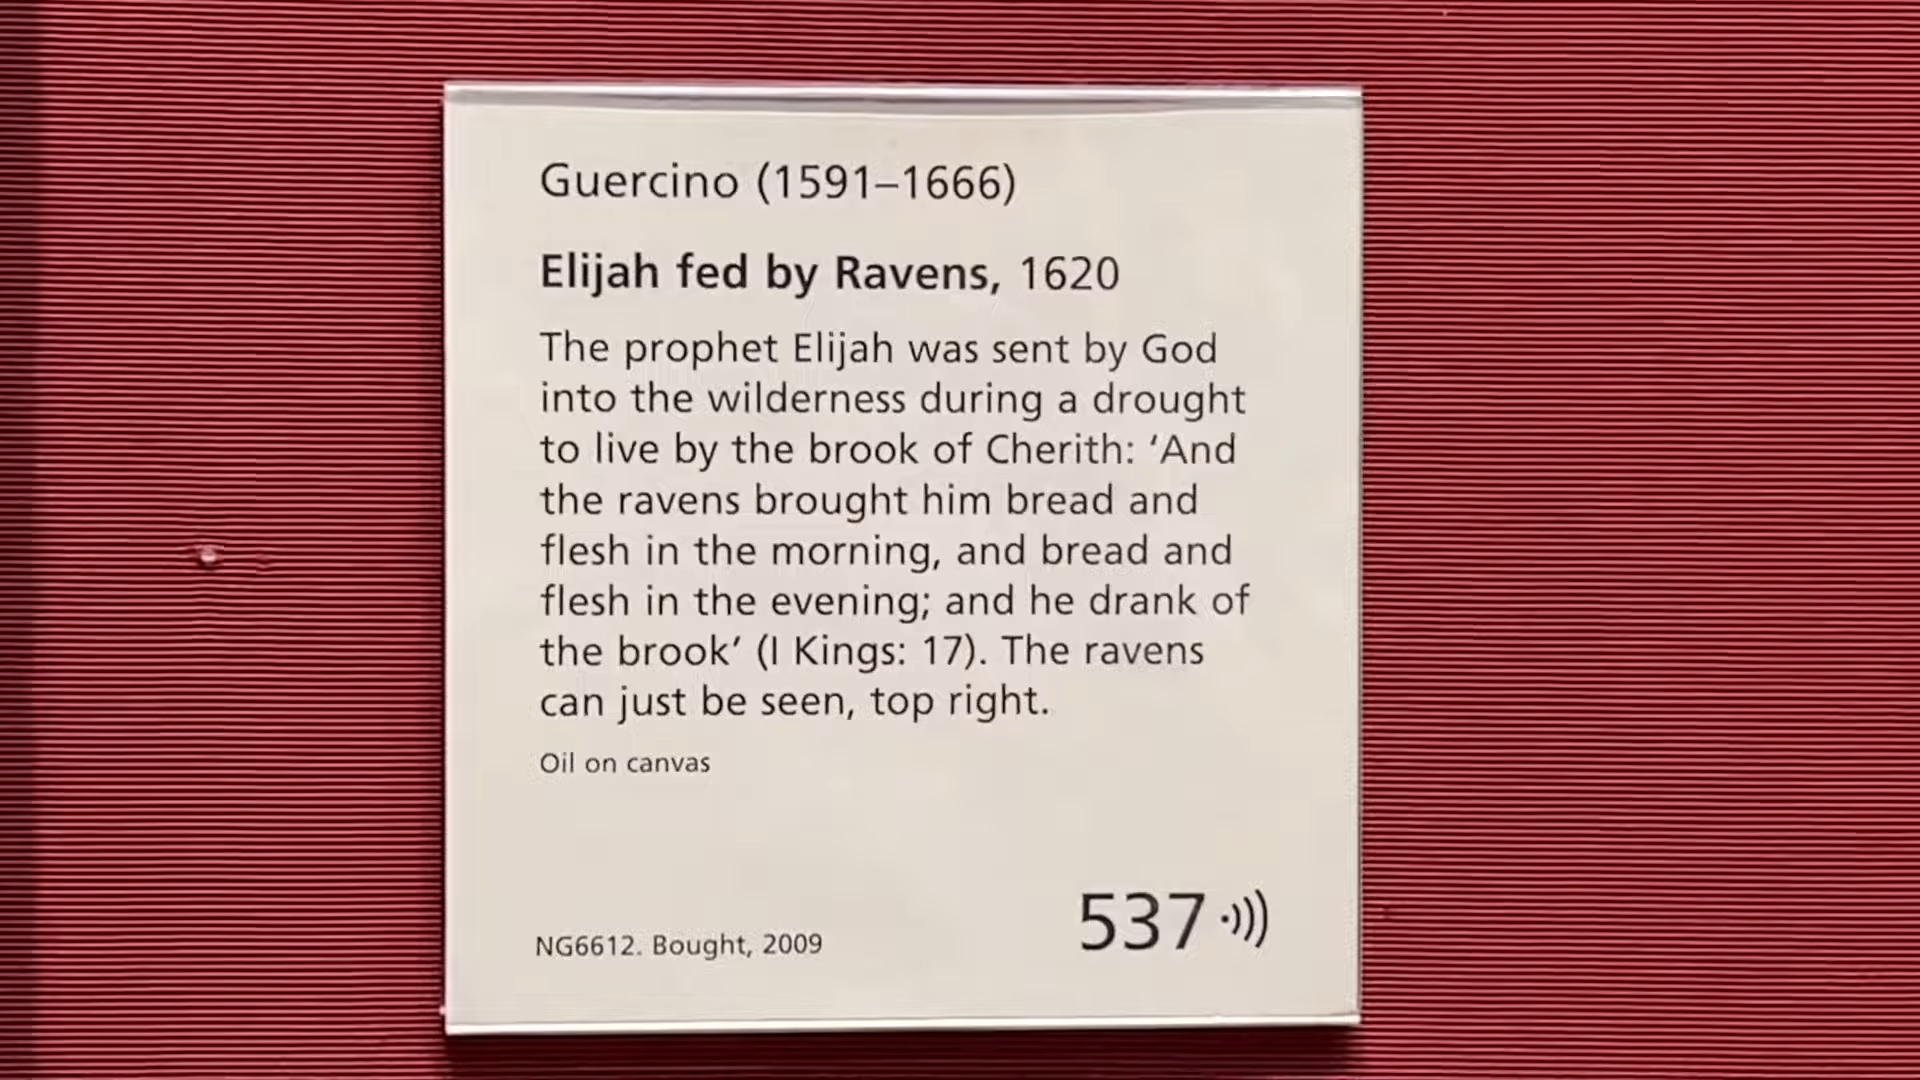 Guercino (1591–1666)
Elijah fed by Ravens, 1620
The prophet Elijah was sent by God
into the wilderness during a drought
to live by the brook of Cherith: ‘And
the ravens brought him bread and
flesh in the morning, and bread and
flesh in the evening; and he drank of
the brook’ (I Kings: 17). The ravens
can just be seen, top right.
Oil on canvas
537
NG6612. Bought, 2009